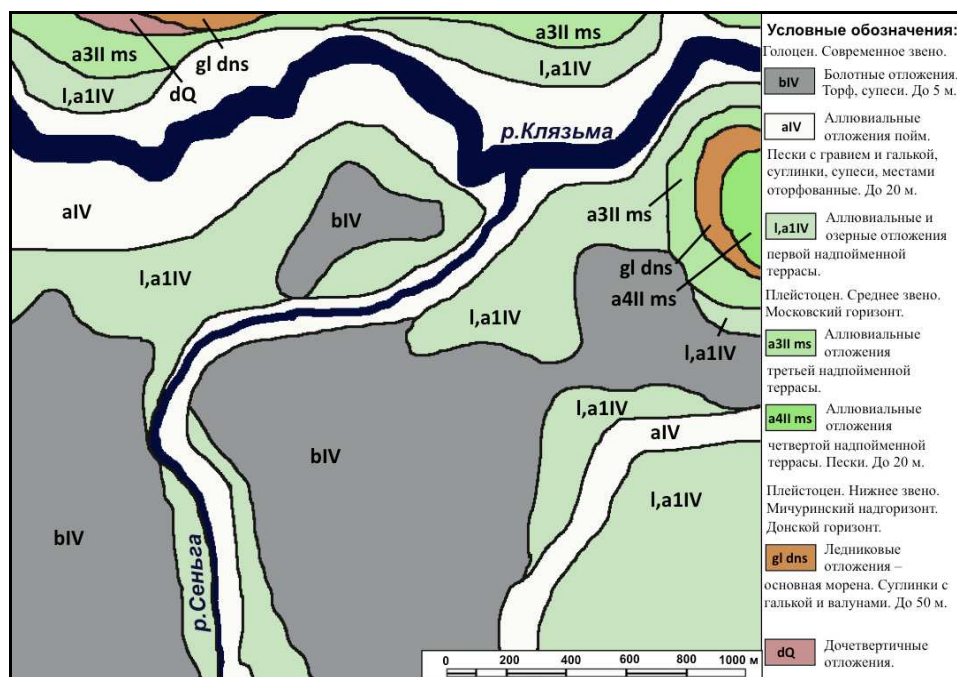 a3II ms
gl dns
dQ
l,a1IV
a3II ms
l,a1IV
р.Клязьма
aIV
bIV
l,a1IV
a3II ms
gl dns
a4II ms
l,a1IV
l,a1IV
l,a1IV
aIV
bIV
l,a1IV
bIV
р.Сеньга
0 200 400 600 800 1000 м
Условные обозначения:
Голоцен. Современное звено.
bIV
Болотные отложения.
Торф, супеси. До 5 м.
aIV
Аллювиальные
отложения пойм.
Пески с гравием и галькой,
суглинки, супеси, местами
оторфованные. До 20 м.
l,a1IV
Аллювиальные и
озерные отложения
первой надпойменной
террасы.
Плейстоцен. Среднее звено.
Московский горизонт.
a3II ms
Аллювиальные
отложения
третьей надпойменной
террасы.
a4II ms
Аллювиальные
отложения
четвертой надпойменной
террасы. Пески. До 20 м.
Плейстоцен. Нижнее звено.
Мичуринский надгоризонт.
Донской горизонт.
gl dns
Ледниковые
отложения –
основная морена. Суглинки с
галькой и валунами. До 50 м.
dQ
Дочетвертичные
отложения.